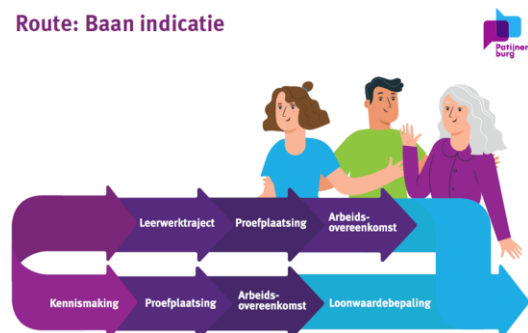 Route: Baan indicatie
Patijnen
burg
Leerwerktraject
Proefplaatsing
Arbeids-
overeenkomst
Kennismaking
Proefplaatsing
Arbeids-
overeenkomst
Loonwaardebepaling